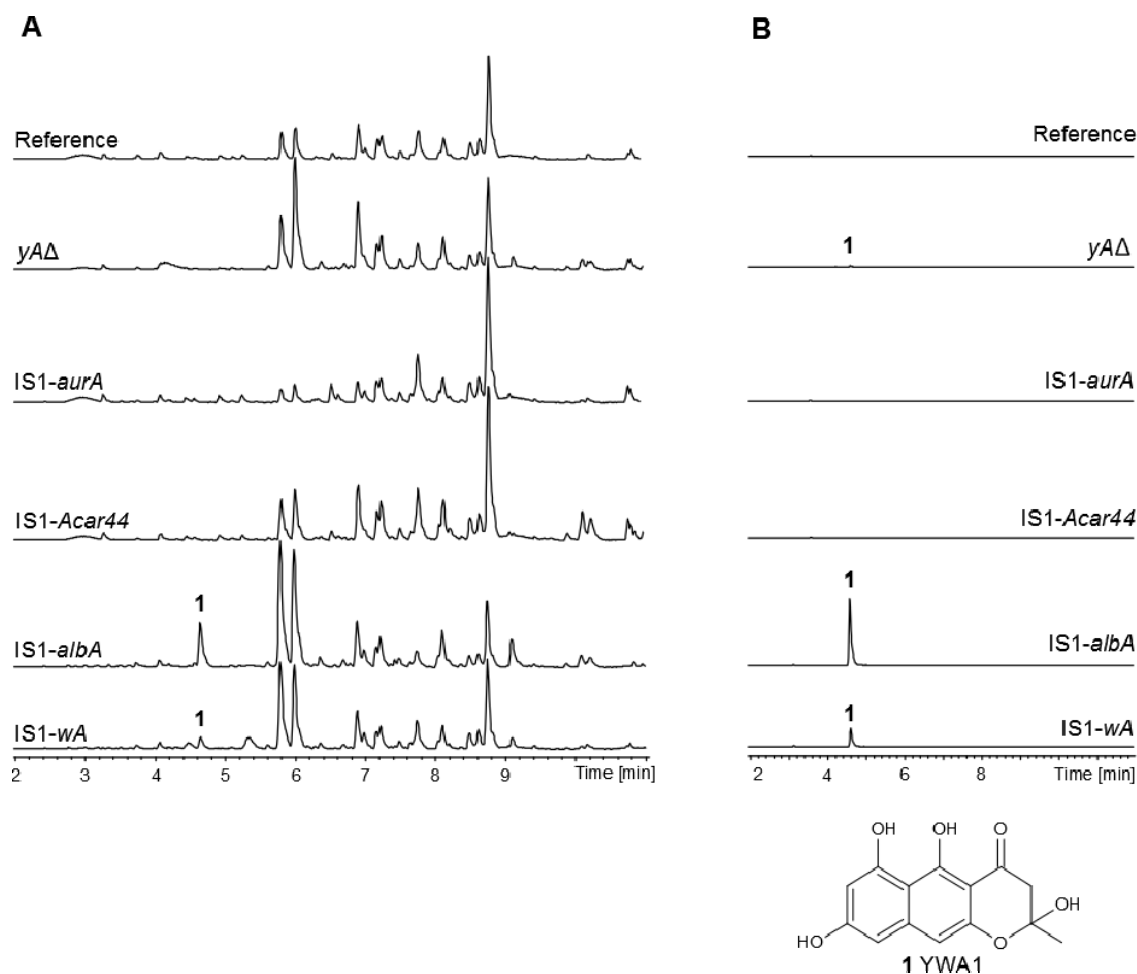 A
Reference
yAΔ
IS1-aurA
IS1-Acar44
1
IS1-albA
1
IS1-wA
2 3 4 5 6 7 8 9 Time [min]
B
Reference
1
yAΔ
IS1-aurA
IS1-Acar44
1
IS1-albA
1
IS1-wA
2 4 6 8 Time [min]
OH OH O
OH
HO O
1 YWA1